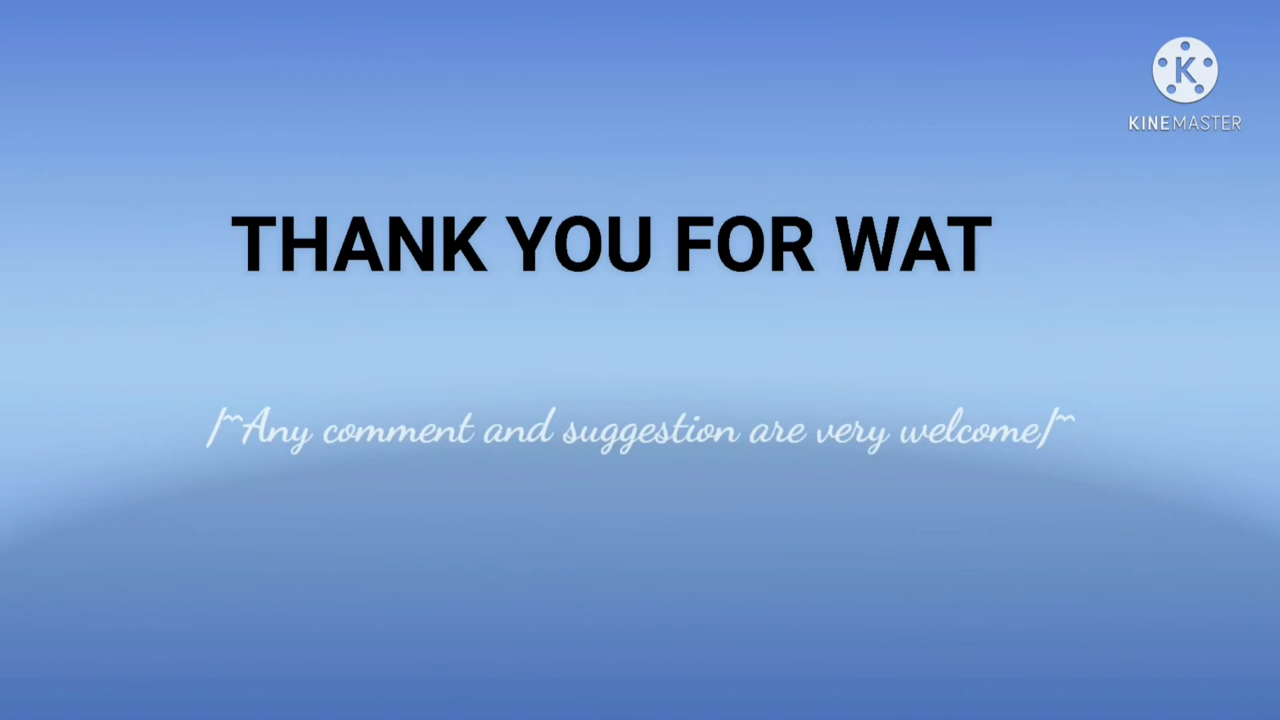 KINEMASTER
THANK YOU FOR WAT
/~Any comment and suggestion are very welcome/~